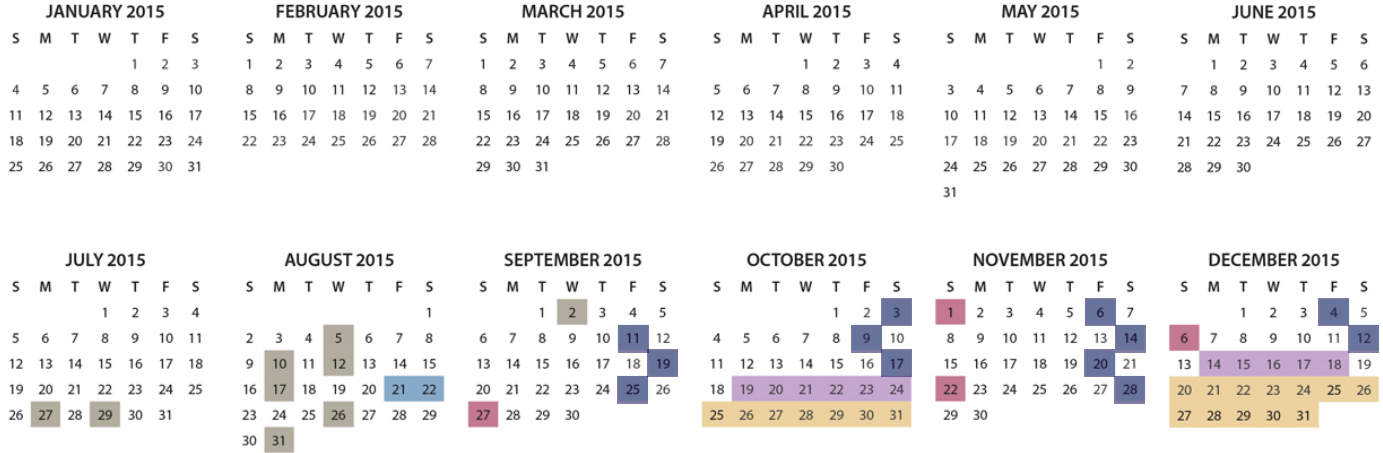 JANUARY 2015
S M T W T F S
1 2 3
4 5 6 7 8 9 10
11 12 13 14 15 16 17
18 19 20 21 22 23 24
25 26 27 28 29 30 31
FEBRUARY 2015
S M T W T F S
1 2 3 4 5 6 7
8 9 10 11 12 13 14
15 16 17 18 19 20 21
22 23 24 25 26 27 28
MARCH 2015
S M T W T F S
1 2 3 4 5 6 7
8 9 10 11 12 13 14
15 16 17 18 19 20 21
22 23 24 25 26 27 28
29 30 31
APRIL 2015
S M T W T F S
1 2 3 4
5 6 7 8 9 10 11
12 13 14 15 16 17 18
19 20 21 22 23 24 25
26 27 28 29 30
MAY 2015
S M T W T F S
1 2
3 4 5 6 7 8 9
10 11 12 13 14 15 16
17 18 19 20 21 22 23
24 25 26 27 28 29 30
31
JUNE 2015
S M T W T F S
1 2 3 4 5 6
7 8 9 10 11 12 13
14 15 16 17 18 19 20
21 22 23 24 25 26 27
28 29 30
JULY 2015
S M T W T F S
1 2 3 4
5 6 7 8 9 10 11
12 13 14 15 16 17 18
19 20 21 22 23 24 25
26 27 28 29 30 31
AUGUST 2015
S M T W T F S
1
2 3 4 5 6 7 8
9 10 11 12 13 14 15
16 17 18 19 20 21 22
23 24 25 26 27 28 29
30 31
SEPTEMBER 2015
S M T W T F S
1 2 3 4 5
6 7 8 9 10 11 12
13 14 15 16 17 18 19
20 21 22 23 24 25 26
27 28 29 30
OCTOBER 2015
S M T W T F S
1 2 3
4 5 6 7 8 9 10
11 12 13 14 15 16 17
18 19 20 21 22 23 24
25 26 27 28 29 30 31
NOVEMBER 2015
S M T W T F S
1 2 3 4 5 6 7
8 9 10 11 12 13 14
15 16 17 18 19 20 21
22 23 24 25 26 27 28
29 30
DECEMBER 2015
S M T W T F S
1 2 3 4 5
6 7 8 9 10 11 12
13 14 15 16 17 18 19
20 21 22 23 24 25 26
27 28 29 30 31